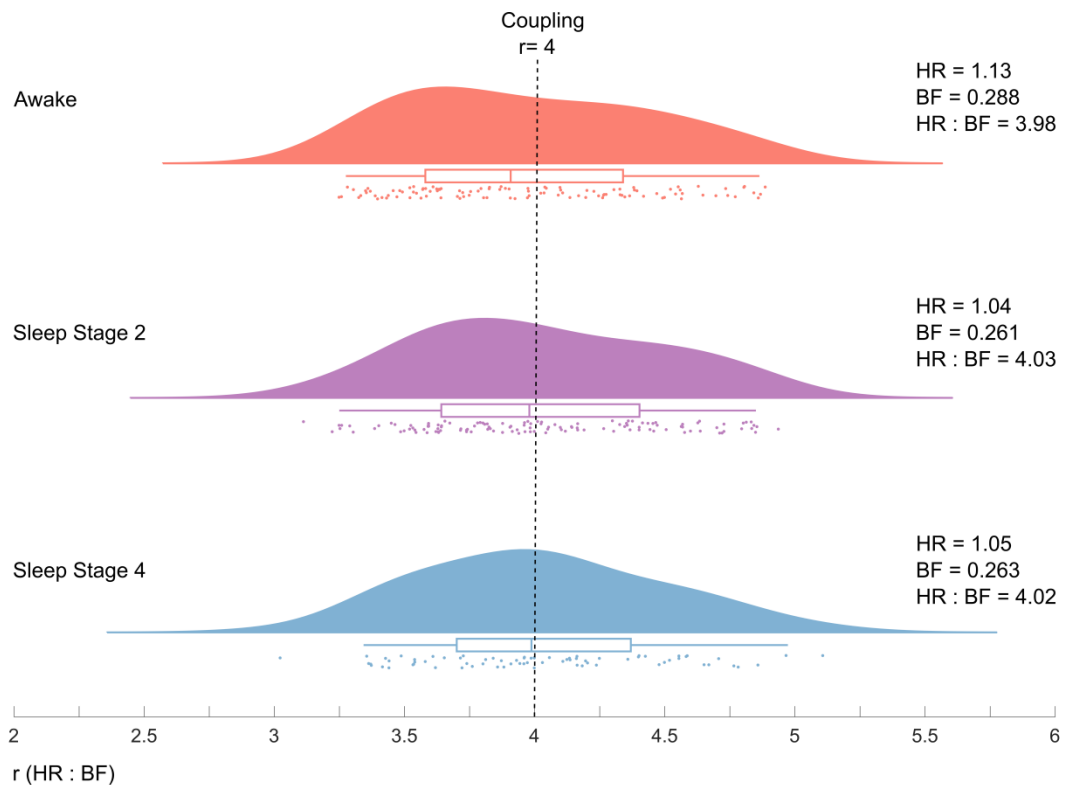 Coupling
r= 4
Awake
HR = 1.13
BF = 0.288
HR : BF = 3.98
Sleep Stage 2
HR = 1.04
BF = 0.261
HR : BF = 4.03
Sleep Stage 4
HR = 1.05
BF = 0.263
HR : BF = 4.02
2 2.5 3 3.5 4 4.5 5 5.5 6
r (HR : BF)